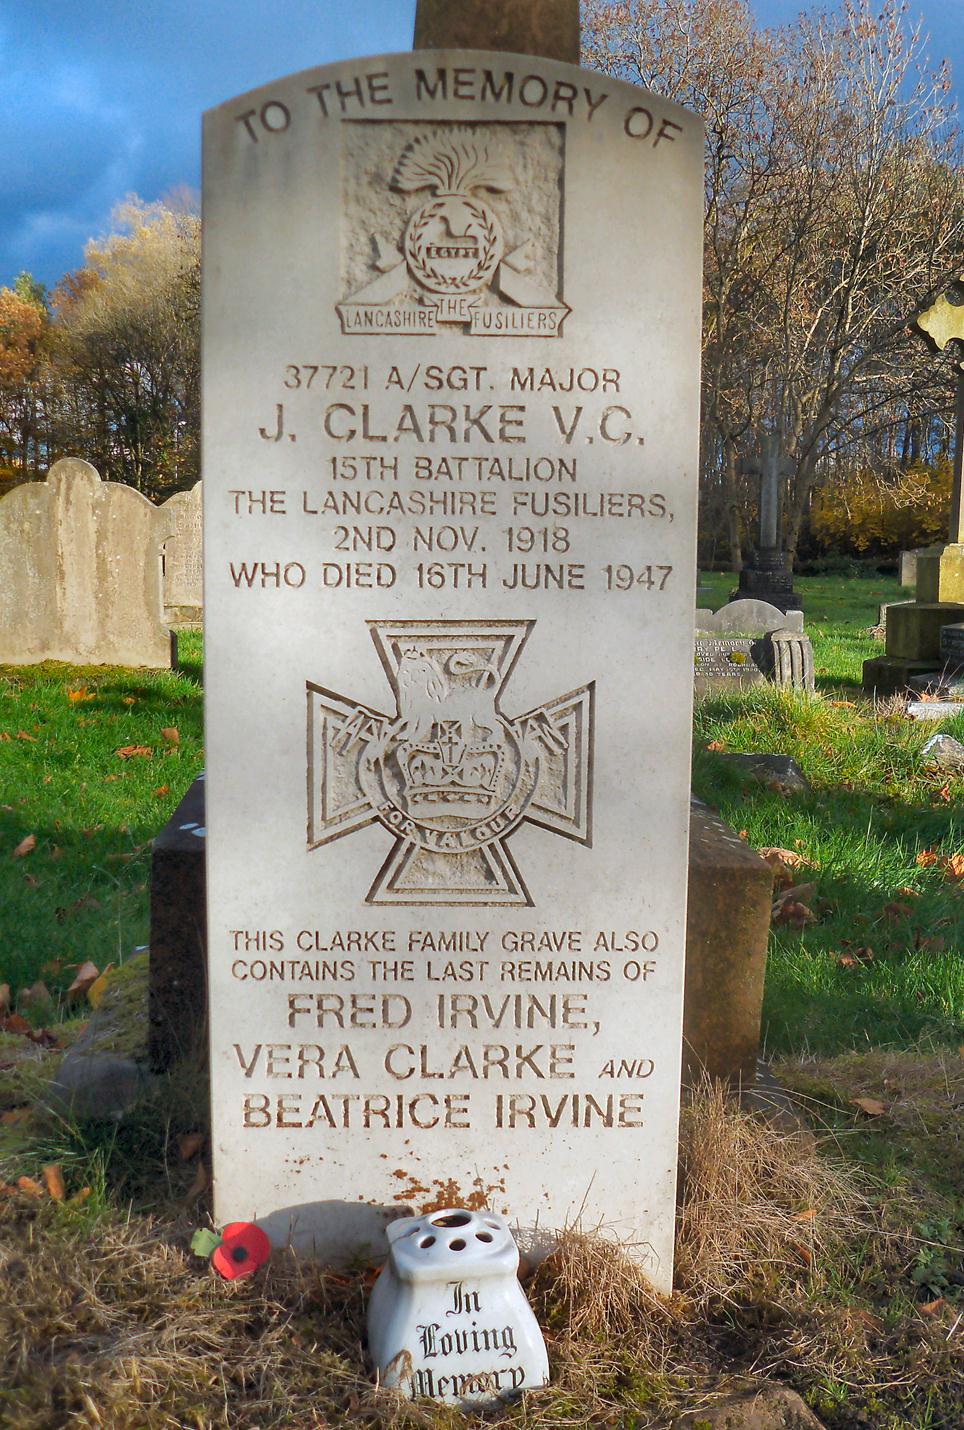 TO THE MEMORY OF
EGYPT
LANCASHIRE THE FUSILIERS
37721 A/SGT. MAJOR
J. CLARKE V.C.
15TH BATTALION
THE LANCASHIRE FUSILIERS,
2ND NOV. 1918
WHO DIED 16TH JUNE 1947
FOR VALOUR
THIS CLARKE FAMILY GRAVE ALSO
CONTAINS THE LAST REMAINS OF
FRED IRVINE,
VERA CLARKE AND
BEATRICE IRVINE
In
Loving
Memory